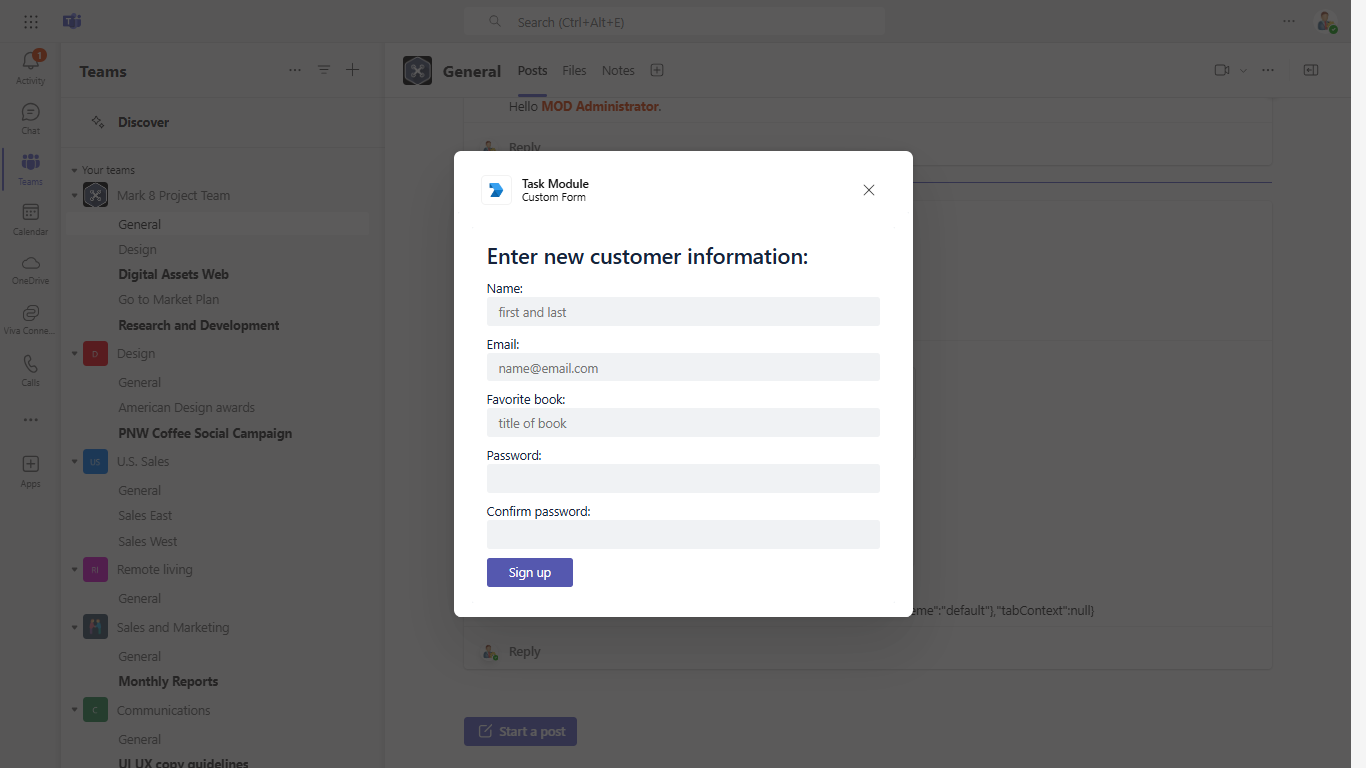 Search (Ctrl+Alt+E)
1
Activity
Chat
Teams
Calendar
OneDrive
Viva Conne...
Calls
Apps
Teams
Discover
Your teams
Mark 8 Project Team
General
Design
Digital Assets Web
Go to Market Plan
Research and Development
D
Design
General
American Design awards
PNW Coffee Social Campaign
US
U.S. Sales
General
Sales East
Sales West
Rl
Remote living
General
Sales and Marketing
General
Monthly Reports
C
Communications
General
UI UX copy guidelines
General Posts Files Notes
Hello MOD Administrator.
Reply
Task Module
Custom Form
Enter new customer information:
Name:
first and last
Email:
name@email.com
Favorite book:
title of book
Password:
Confirm password:
Sign up
eme":"default"},"tabContext":null}
Reply
Start a post